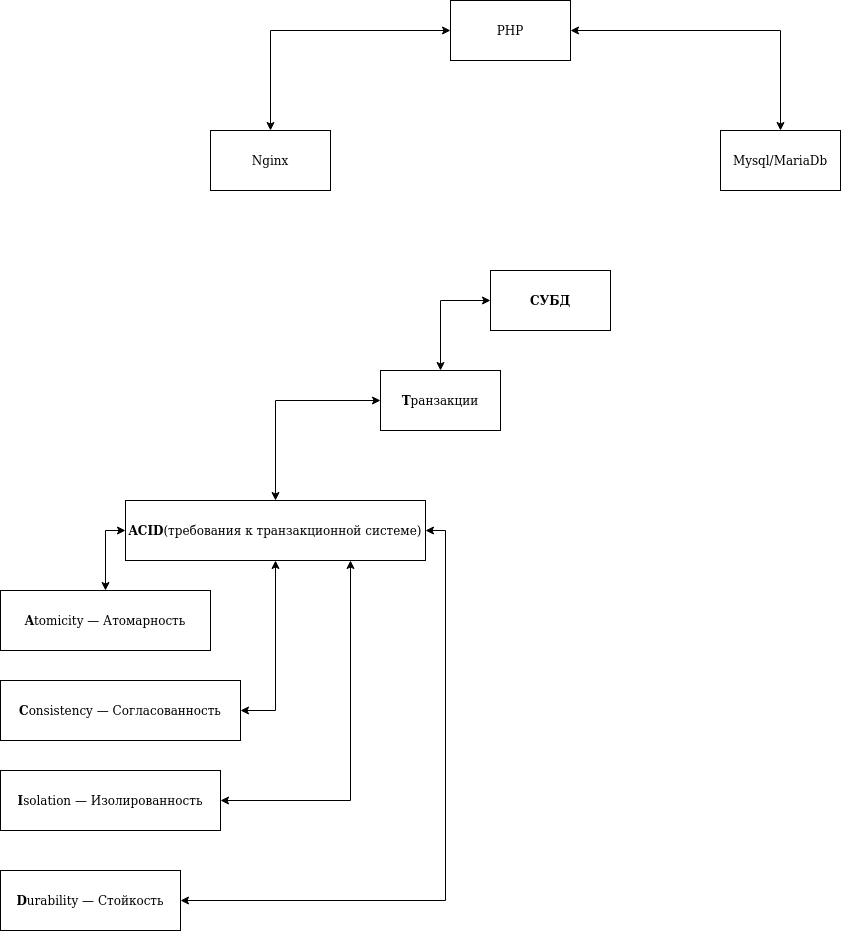 PHP
Nginx
Mysql/MariaDb
СУБД
Транзакции
ACID(требования к транзакционной системе)
Atomicity — Атомарность
Consistency — Согласованность
Isolation — Изолированность
Durability — Стойкость